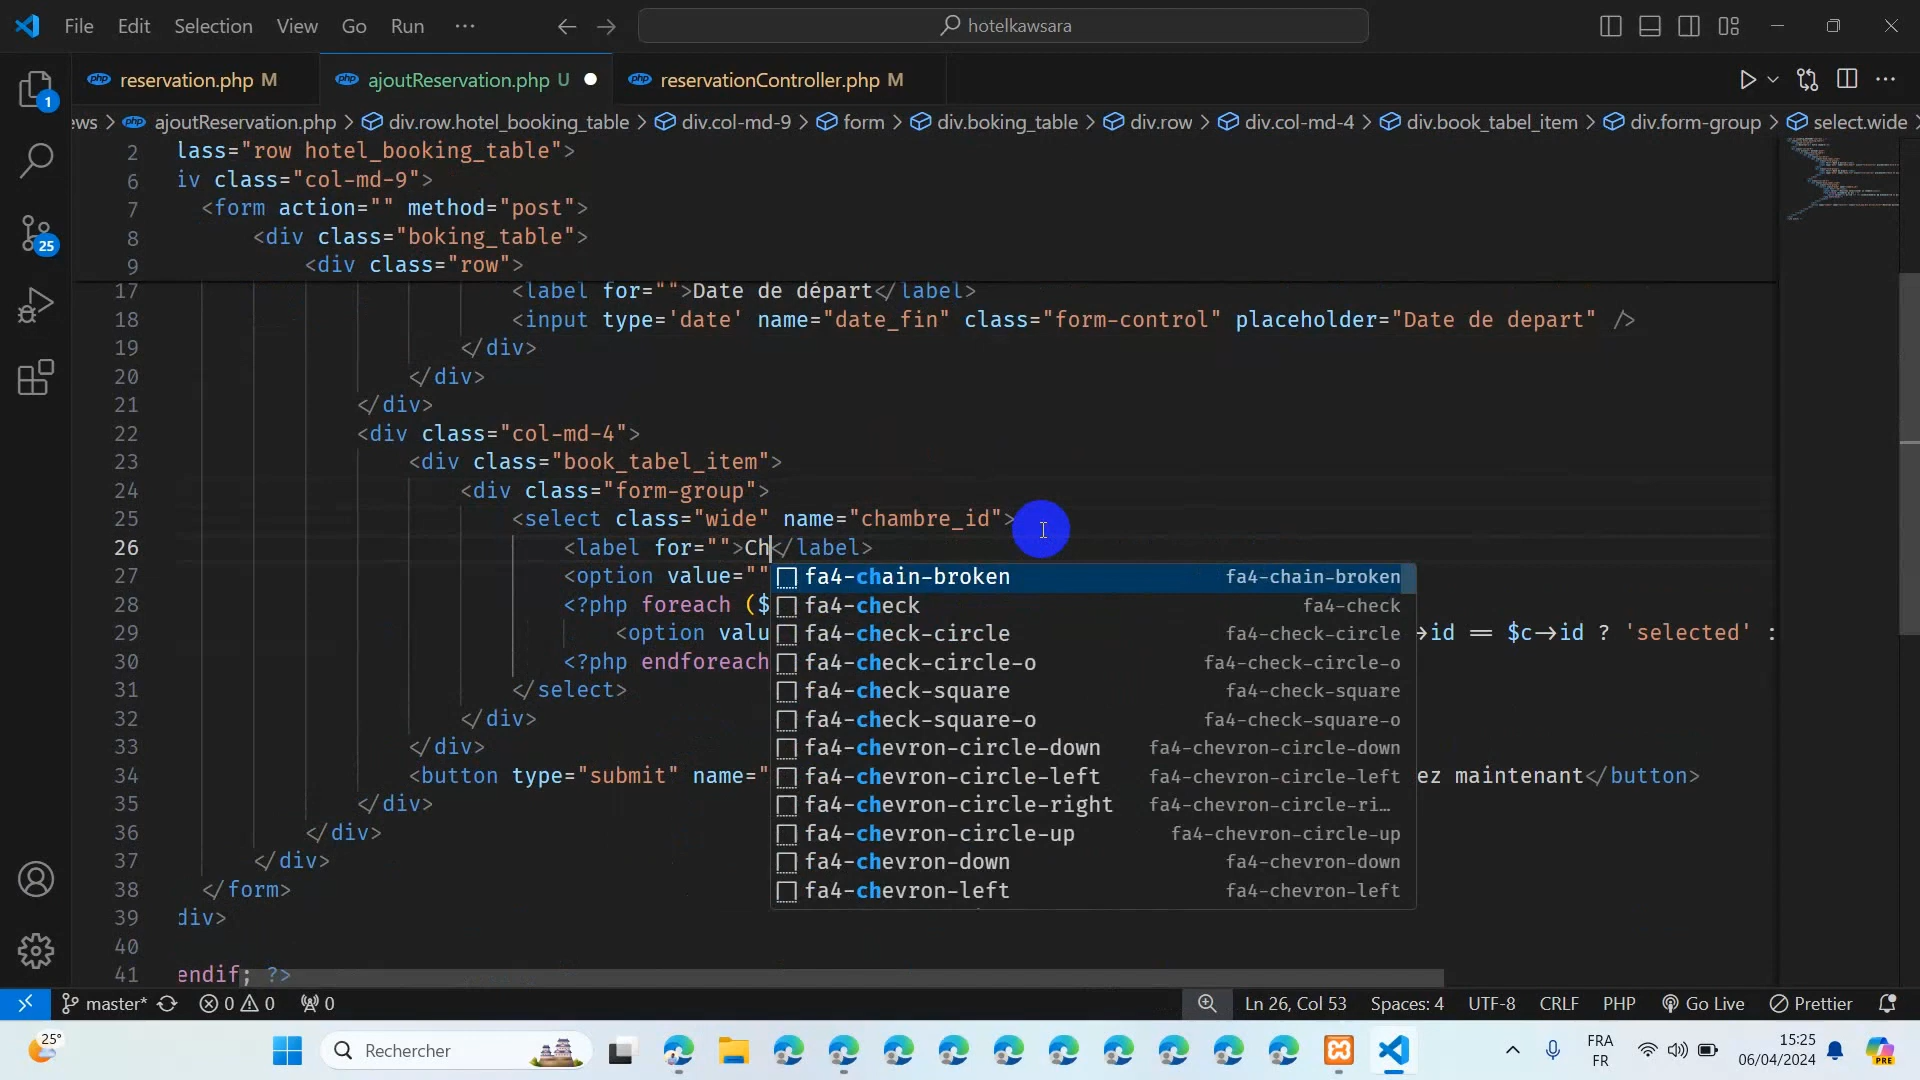 File Edit Selection View Go Run ··· hotelkawsara
reservation.php M ajoutReservation.php U reservationController.php M
ews > ajoutReservation.php > div.row.hotel_booking_table > div.col-md-9 > form > div.boking_table > div.row > div.col-md-4 > div.book_tabel_item > div.form-group > select.wide >
2 lass="row hotel_booking_table">
6 iv class="col-md-9">
7 <form action="" method="post">
8 <div class="boking_table">
9 <div class="row">
17 <label for="">Date de départ</label>
18 <input type='date' name="date_fin" class="form-control" placeholder="Date de depart" />
19 </div>
20 </div>
21 </div>
22 <div class="col-md-4">
23 <div class="book_tabel_item">
24 <div class="form-group">
25 <select class="wide" name="chambre_id">
26 <label for="">Ch</label>
27 <option value="" fa4-chain-broken fa4-chain-broken
28 <?php foreach ($ fa4-check fa4-check
29 <option valu fa4-check-circle fa4-check-circle →id == $c->id ? 'selected' :
30 <?php endforeach fa4-check-circle-o fa4-check-circle-o
31 </select> fa4-check-square fa4-check-square
32 </div> fa4-check-square-o fa4-check-square-o
33 </div> fa4-chevron-circle-down fa4-chevron-circle-down
34 <button type="submit" name=" fa4-chevron-circle-left fa4-chevron-circle-left ez maintenant</button>
35 </div> fa4-chevron-circle-right fa4-chevron-circle-ri…
36 </div> fa4-chevron-circle-up fa4-chevron-circle-up
37 </div> fa4-chevron-down fa4-chevron-down
38 </form> fa4-chevron-left fa4-chevron-left
39 div>
40
41 endif; ?>
1
25
master* 0 0 0 Ln 26, Col 53 Spaces: 4 UTF-8 CRLF PHP Go Live Prettier
25° Rechercher FRA FR 15:25 06/04/2024 PRE